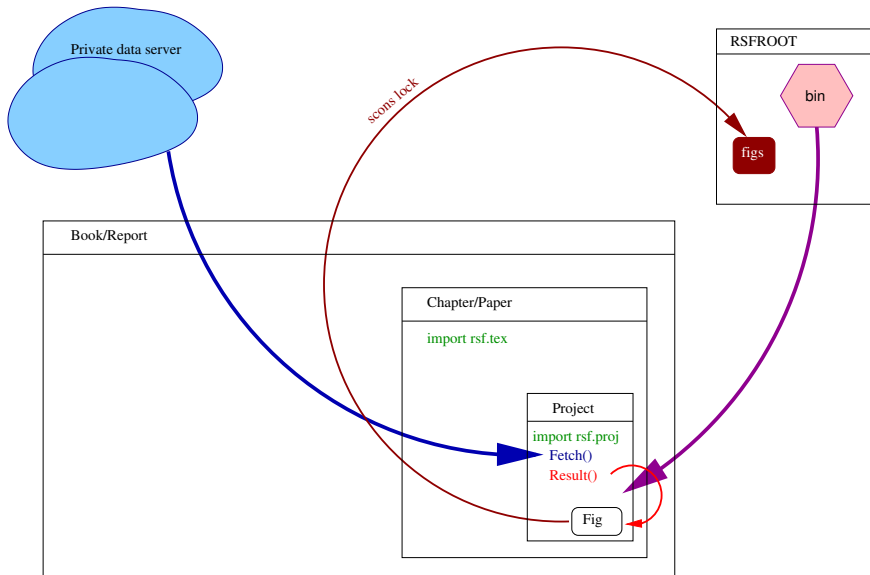 Private data server
RSFROOT
bin
scons lock
figs
Book/Report
Chapter/Paper
import rsf.tex
Project
import rsf.proj
Fetch()
Result()
Fig